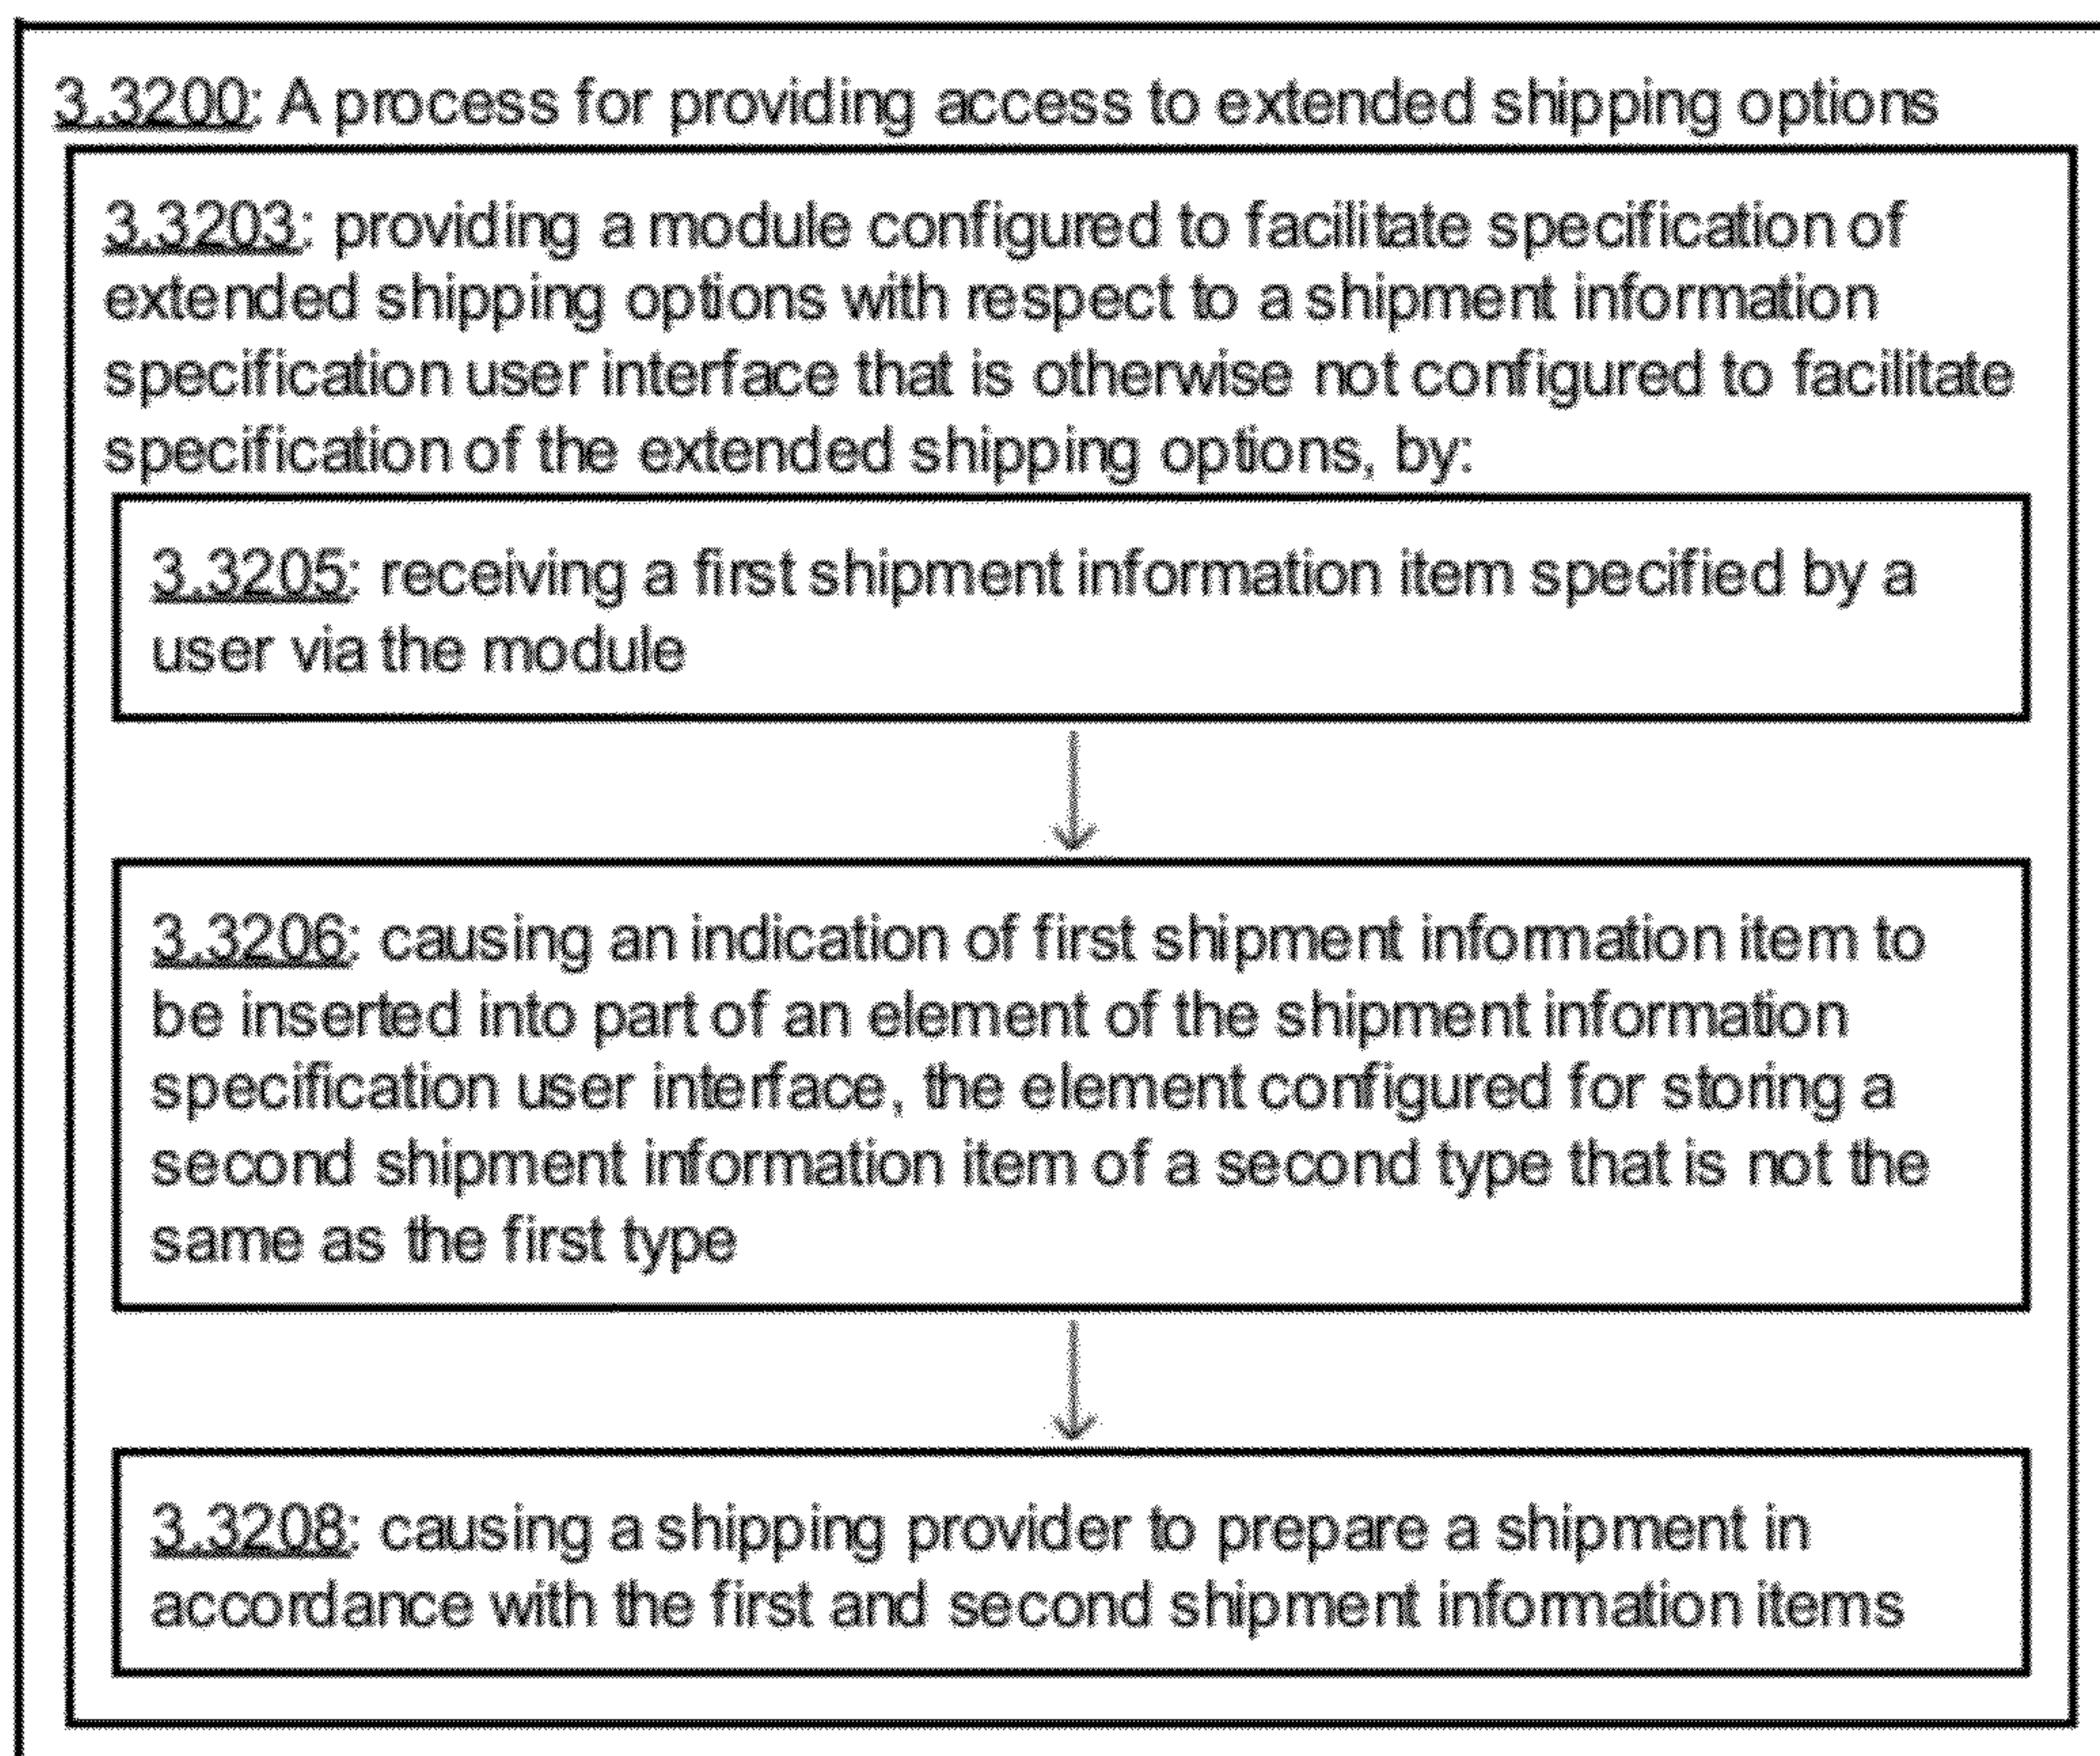 3.3200: A process for providing access to extended shipping options
3.3203: providing a module configured to facilitate specification of
extended shipping options with respect to a shipment information
specification user interface that is otherwise not configured to facilitate
specification of the extended shipping options, by:
3.3205: receiving a first shipment information item specified by a
user via the module
3.3206: causing an indication of first shipment information item to
be inserted into part of an element of the shipment information
specification user interface, the element configured for storing a
second shipment information item of a second type that is not the
same as the first type
3.3208: causing a shipping provider to prepare a shipment in
accordance with the first and second shipment information items